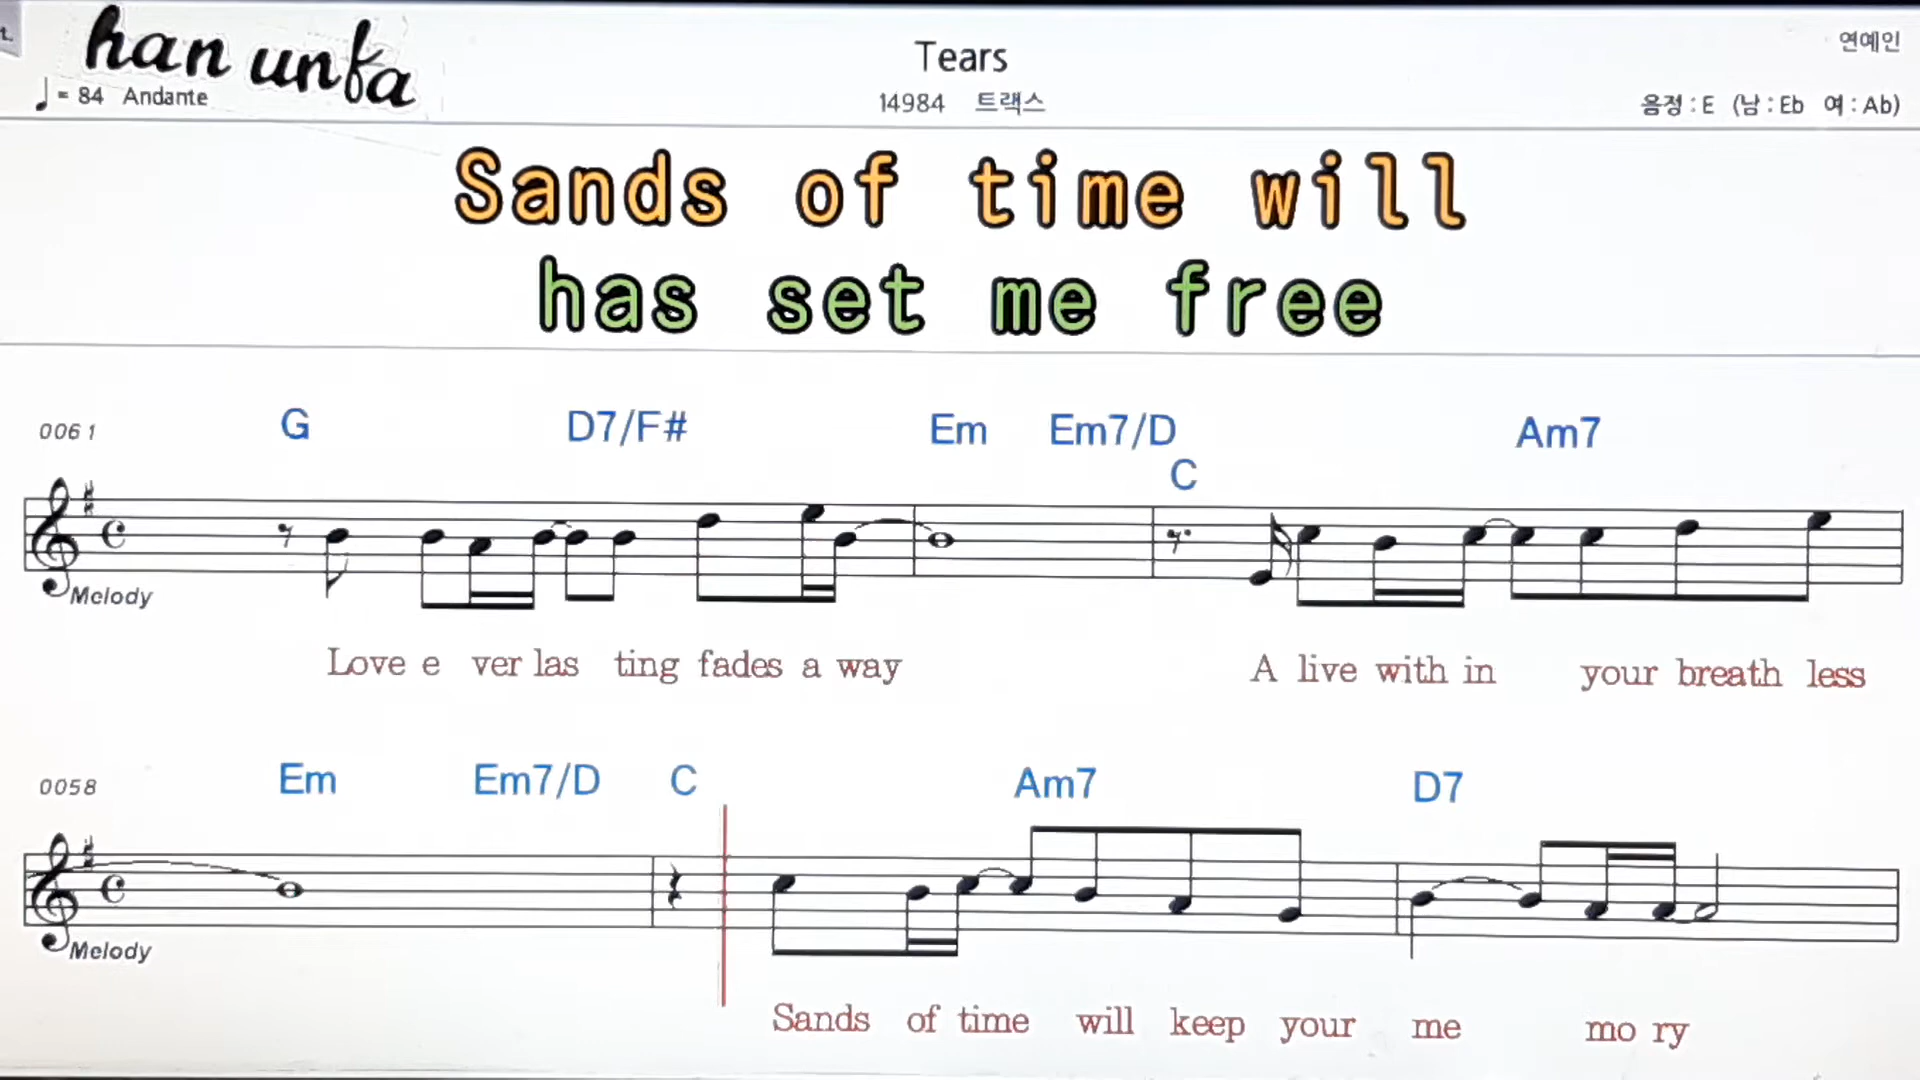 han unfa
Tears
연예인
♩= 84 Andante
14984 트랙스
음정 : E (남 : Eb 여 : Ab)
Sands of time will
has set me free
G D7/F# Em Em7/D C Am7
0061
Melody
Love e ver las ting fades a way A live with in your breath less
Em Em7/D C Am7 D7
0058
Melody
Sands of time will keep your me mo ry